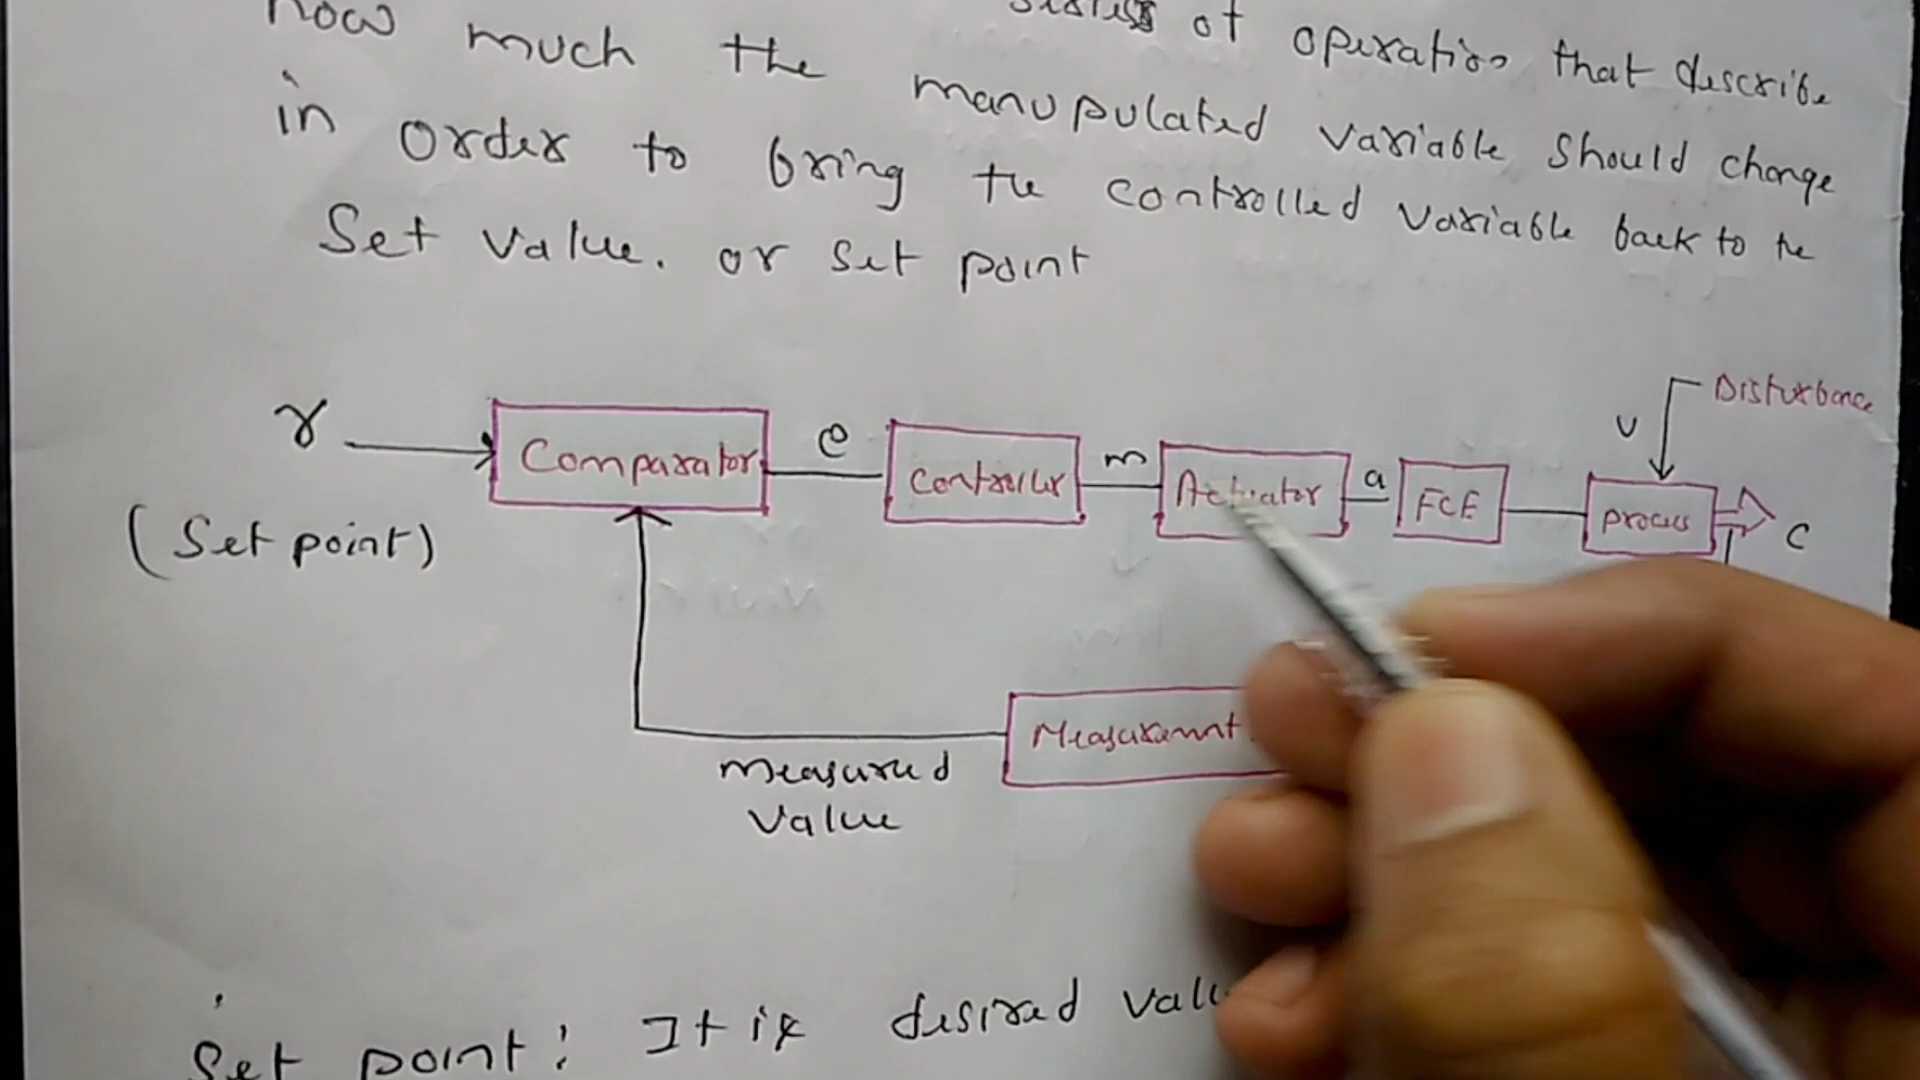 how much the
of operation that describe
manupulated variable should change
in order to bring the controlled variable back to the
Set value. or set point
r
(Set point)
Comparator
e
Controller
m
Actuator
a
FCE
U
Disturbance
process
C
Measurement
measured
value
Set point: It is desired